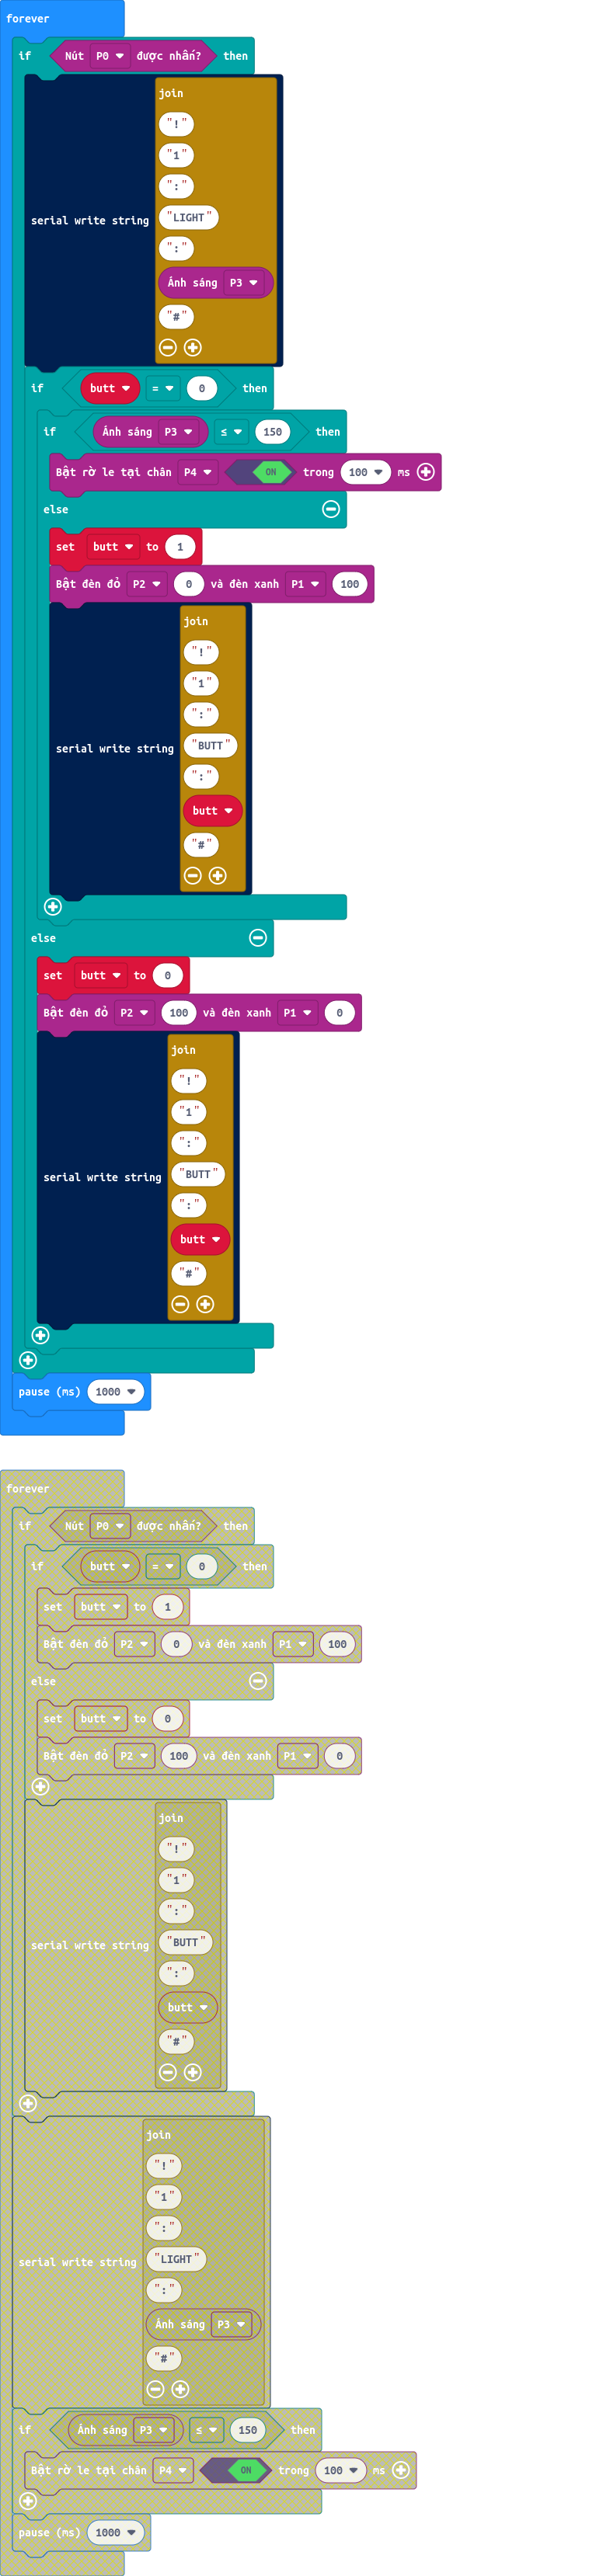 forever
if Nút P0 được nhấn? then
join
"!"
"1"
":"
"LIGHT"
serial write string
":"
Ánh sáng P3
"#"
if butt = 0 then
if Ánh sáng P3 ≤ 150 then
Bật rờ le tại chân P4 ON trong 100 ms
else
set butt to 1
Bật đèn đỏ P2 0 và đèn xanh P1 100
join
"!"
"1"
":"
"BUTT"
serial write string
":"
butt
"#"
else
set butt to 0
Bật đèn đỏ P2 100 và đèn xanh P1 0
join
"!"
"1"
":"
"BUTT"
serial write string
":"
butt
"#"
pause (ms) 1000
forever
if Nút P0 được nhấn? then
if butt = 0 then
set butt to 1
Bật đèn đỏ P2 0 và đèn xanh P1 100
else
set butt to 0
Bật đèn đỏ P2 100 và đèn xanh P1 0
join
"!"
"1"
":"
"BUTT"
serial write string
":"
butt
"#"
join
"!"
"1"
":"
"LIGHT"
serial write string
":"
Ánh sáng P3
"#"
if Ánh sáng P3 ≤ 150 then
Bật rờ le tại chân P4 ON trong 100 ms
pause (ms) 1000